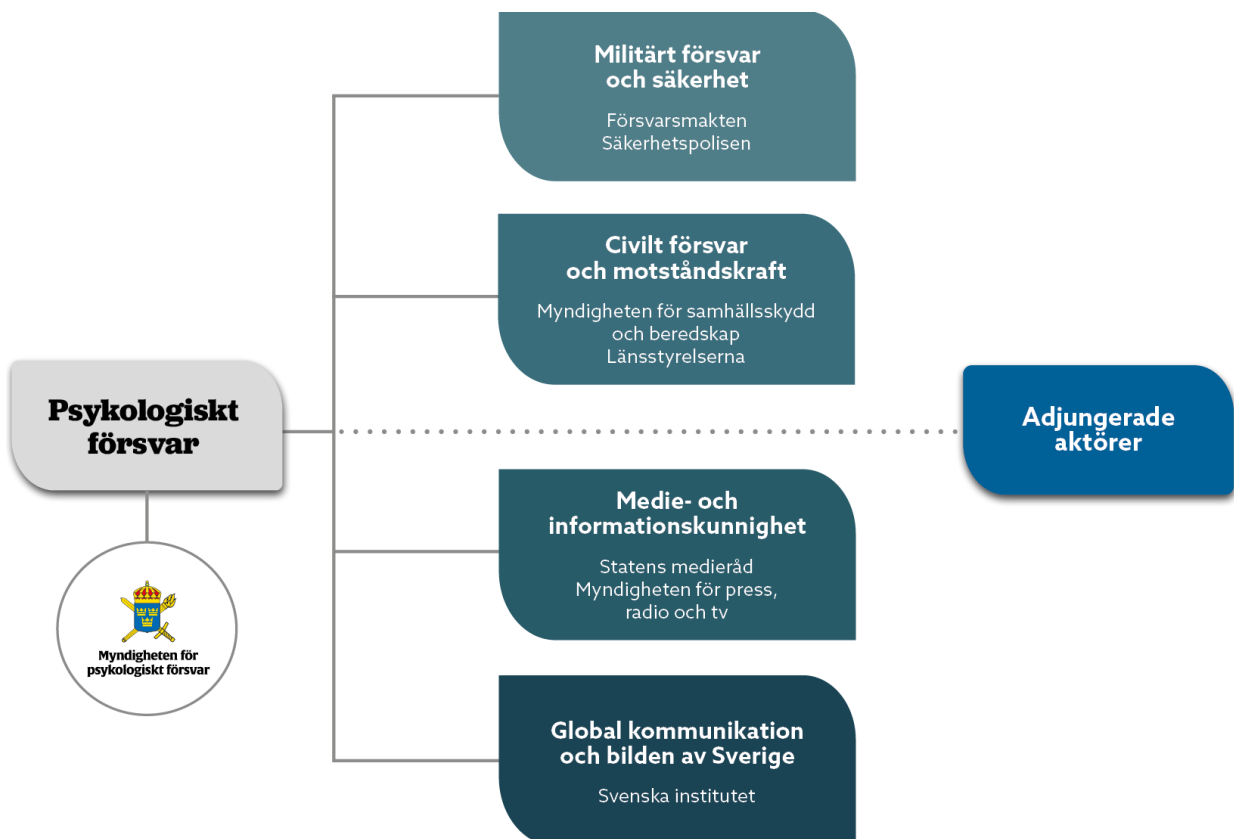 Militärt försvar
och säkerhet
Försvarsmakten
Säkerhetspolisen
Civilt försvar
och motståndskraft
Myndigheten för samhällsskydd
och beredskap
Länsstyrelserna
Psykologiskt
försvar
Adjungerade
aktörer
Myndigheten för
psykologiskt försvar
Medie- och
informationskunnighet
Statens medieråd
Myndigheten för press,
radio och tv
Global kommunikation
och bilden av Sverige
Svenska institutet